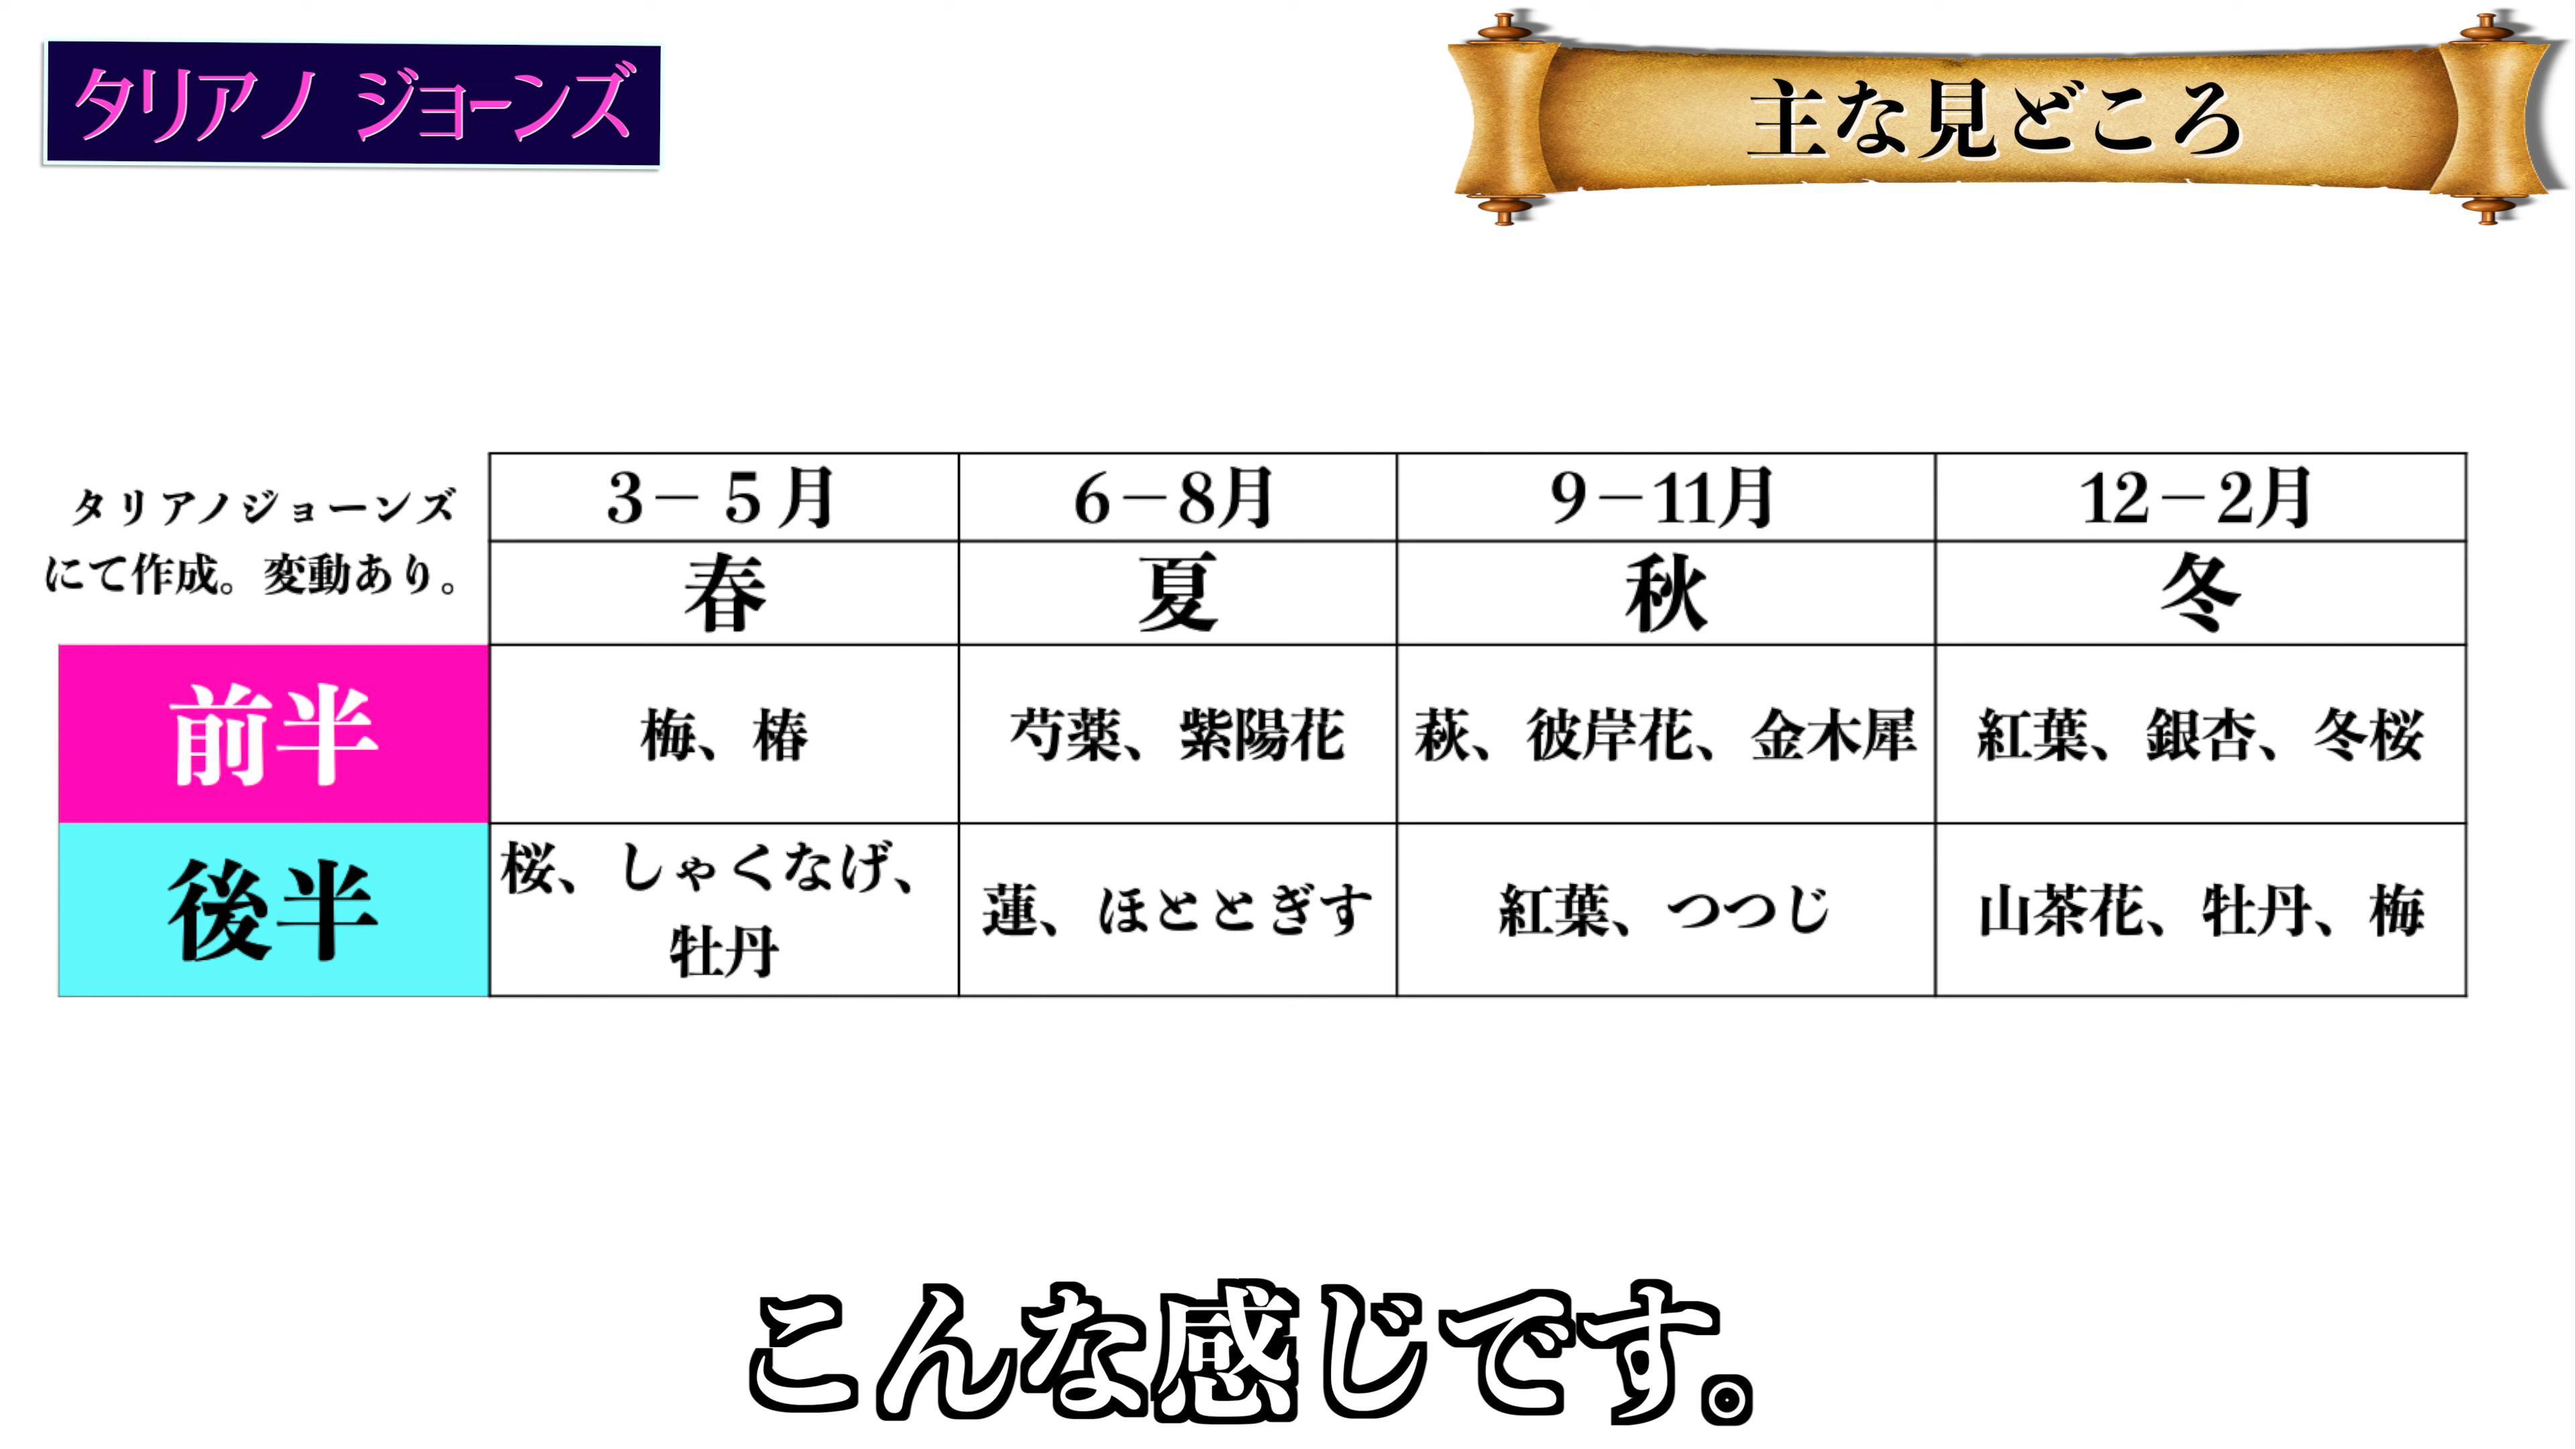 タリアノ ジョーンズ
主な見どころ
タリアノジョーンズ
にて作成。変動あり。
3－５月
6－8月
9－11月
12－2月
春
夏
秋
冬
前半
梅、椿
芍薬、紫陽花
萩、彼岸花、金木犀
紅葉、銀杏、冬桜
後半
桜、しゃくなげ、
牡丹
蓮、ほととぎす
紅葉、つつじ
山茶花、牡丹、梅
こんな感じです。